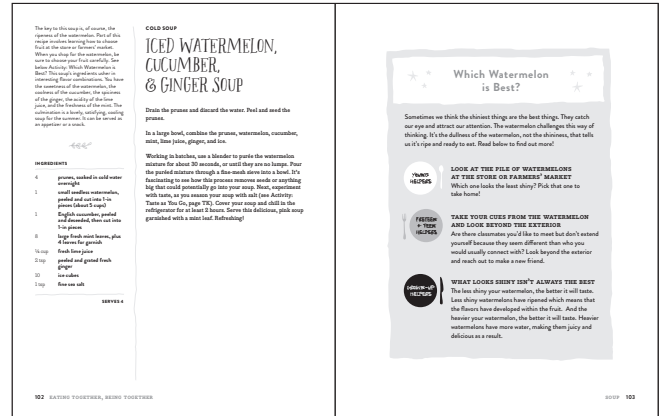 The key to this soup is, of course, the
ripeness of the watermelon. Part of this
recipe involves learning how to choose
fruit at the store or farmers' market.
When you shop for the watermelon, be
sure to choose your fruit carefully. See
below Activity: Which Watermelon is
Best? This soup's ingredients usher in
interesting flavor combinations. You have
the sweetness of the watermelon, the
coolness of the cucumber, the spiciness
of the ginger, the acidity of the lime
juice, and the freshness of the mint. The
culmination is a lovely, satisfying, cooling
soup for the summer. It can be served as
an appetizer or a snack.
INGREDIENTS
4 prunes, soaked in cold water
overnight
1 small seedless watermelon,
peeled and cut into 1-in
pieces (about 5 cups)
1 English cucumber, peeled
and deseeded, then cut into
1-in pieces
8 large fresh mint leaves, plus
4 leaves for garnish
¼ cup fresh lime juice
2 tsp peeled and grated fresh
ginger
10 ice cubes
1 tsp fine sea salt
SERVES 4
COLD SOUP
ICED WATERMELON,
CUCUMBER,
& GINGER SOUP
Drain the prunes and discard the water. Peel and seed the
prunes.
In a large bowl, combine the prunes, watermelon, cucumber,
mint, lime juice, ginger, and ice.
Working in batches, use a blender to purée the watermelon
mixture for about 30 seconds, or until there are no lumps. Pour
the puréed mixture through a fine-mesh sieve into a bowl. It's
fascinating to see how this process removes seeds or anything
big that could potentially go into your soup. Next, experiment
with taste, as you season your soup with salt (see Activity:
Taste as You Go, page TK). Cover your soup and chill in the
refrigerator for at least 2 hours. Serve this delicious, pink soup
garnished with a mint leaf. Refreshing!
102 EATING TOGETHER, BEING TOGETHER
Which Watermelon
is Best?
Sometimes we think the shiniest things are the best things. They catch
our eye and attract our attention. The watermelon challenges this way of
thinking. It's the dullness of the watermelon, not the shininess, that tells
us it's ripe and ready to eat. Read below to find out more!
YOUNG
HELPERS
LOOK AT THE PILE OF WATERMELONS
AT THE STORE OR FARMERS' MARKET
Which one looks the least shiny? Pick that one to
take home!
PRETEEN
+ TEEN
HELPERS
TAKE YOUR CUES FROM THE WATERMELON
AND LOOK BEYOND THE EXTERIOR
Are there classmates you'd like to meet but don't extend
yourself because they seem different than who you
would usually connect with? Look beyond the exterior
and reach out to make a new friend.
GROWN-UP
HELPERS
WHAT LOOKS SHINY ISN'T ALWAYS THE BEST
The less shiny your watermelon, the better it will taste.
Less shiny watermelons have ripened which means that
the flavors have developed within the fruit. And the
heavier your watermelon, the better it will taste. Heavier
watermelons have more water, making them juicy and
delicious as a result.
SOUP 103